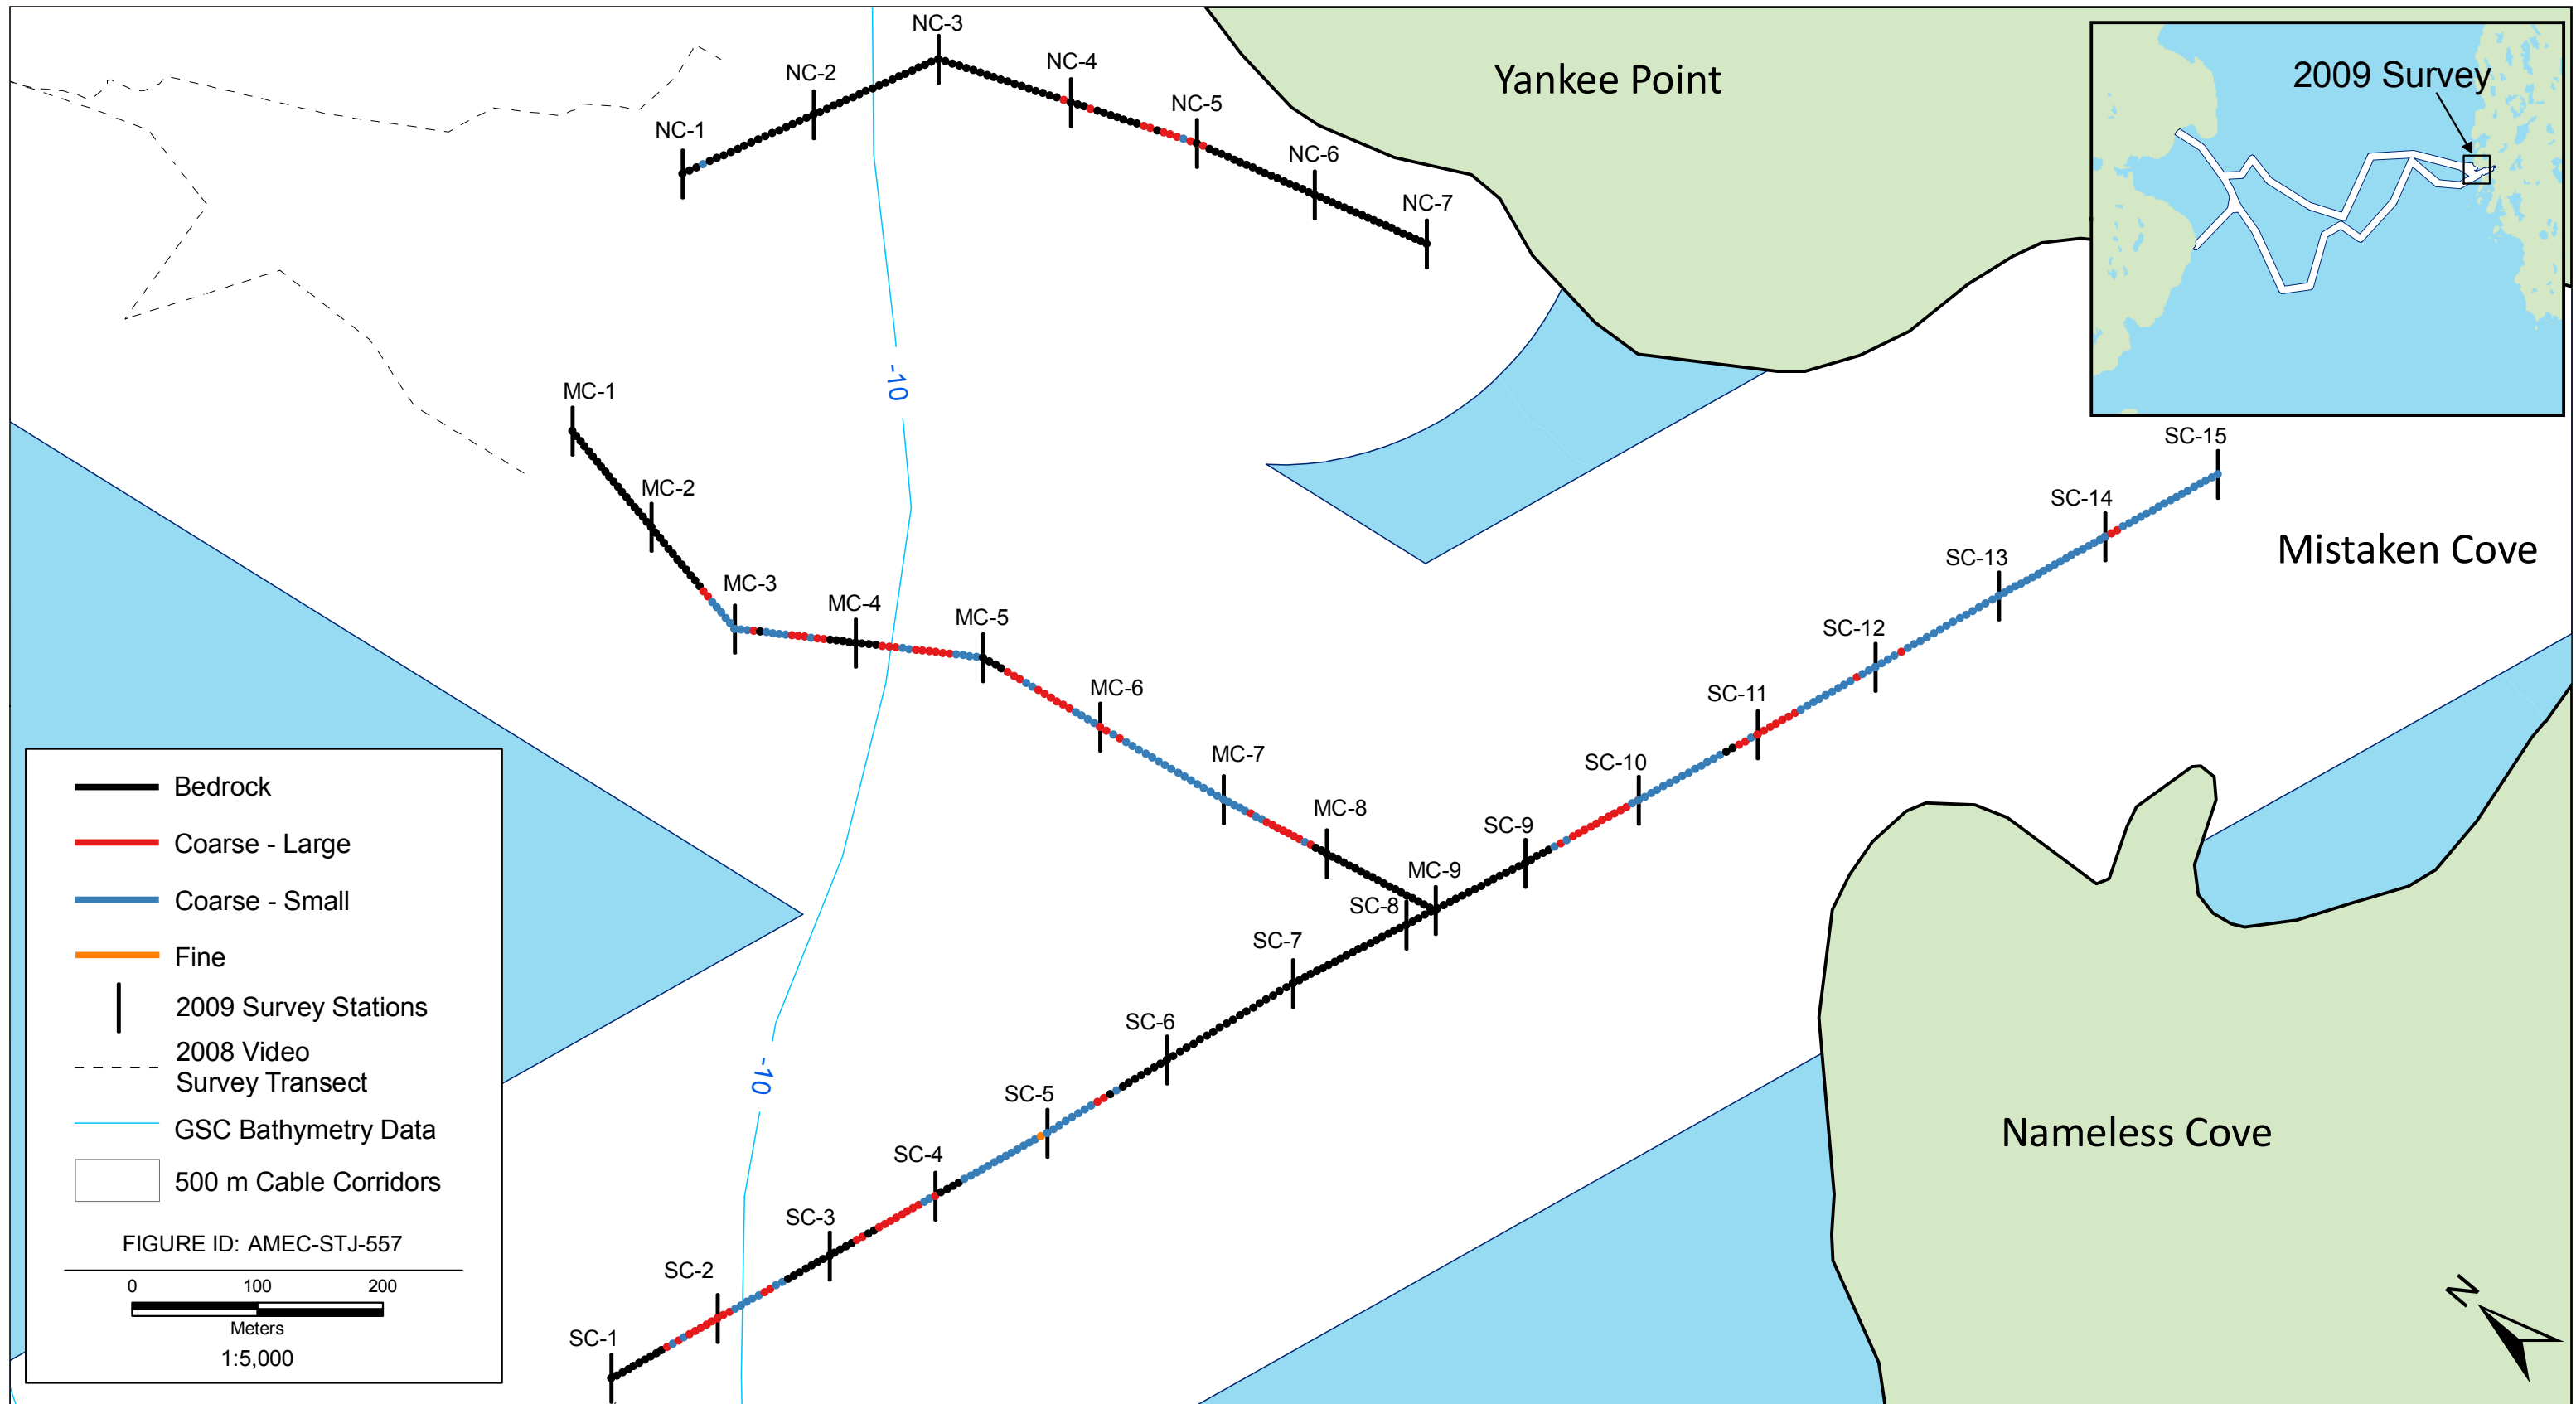 NC-3
NC-4
NC-2
NC-5
NC-1
NC-6
NC-7
Yankee Point
2009 Survey
-10
MC-1
MC-2
MC-3
MC-4
MC-5
MC-6
MC-7
MC-8
MC-9
SC-15
SC-14
SC-13
SC-12
SC-11
SC-10
SC-9
SC-8
SC-7
SC-6
SC-5
SC-4
SC-3
SC-2
SC-1
Mistaken Cove
Nameless Cove
-10
Bedrock
Coarse - Large
Coarse - Small
Fine
2009 Survey Stations
2008 Video
Survey Transect
GSC Bathymetry Data
500 m Cable Corridors
FIGURE ID: AMEC-STJ-557
0 100 200
Meters
1:5,000
N